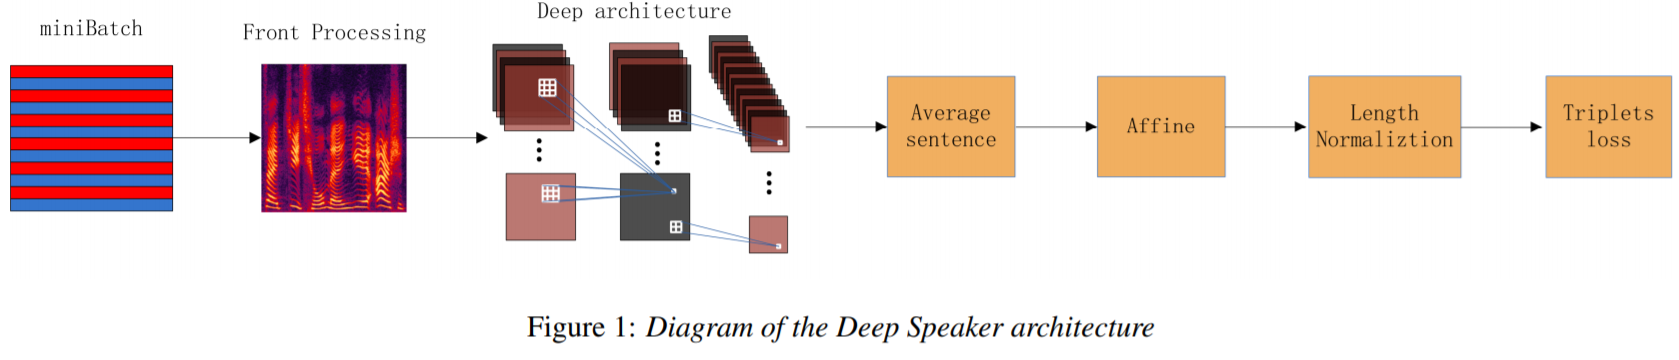 miniBatch
Front Processing
Deep architecture
Average
sentence
Affine
Length
Normaliztion
Triplets
loss
Figure 1: Diagram of the Deep Speaker architecture